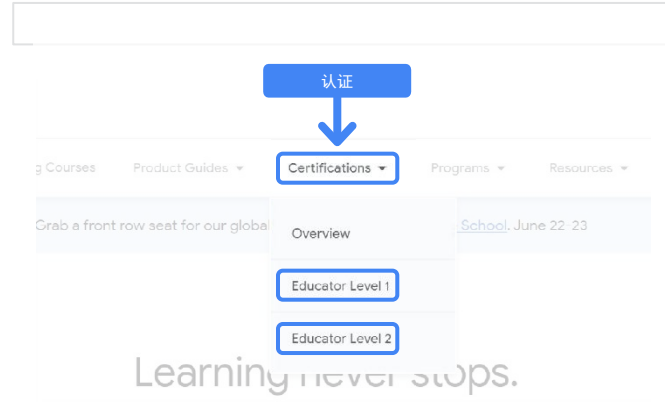 认证
g Courses Product Guides Certifications Programs Resources
Grab a front row seat for our global School. June 22-23
Overview
Educator Level 1
Educator Level 2
Learning never stops.